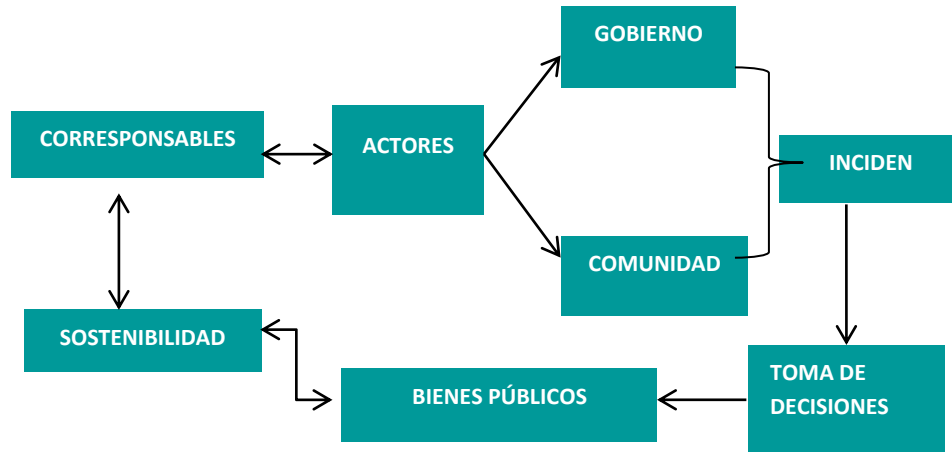 GOBIERNO
CORRESPONSABLES
ACTORES
INCIDEN
COMUNIDAD
SOSTENIBILIDAD
BIENES PÚBLICOS
TOMA DE
DECISIONES